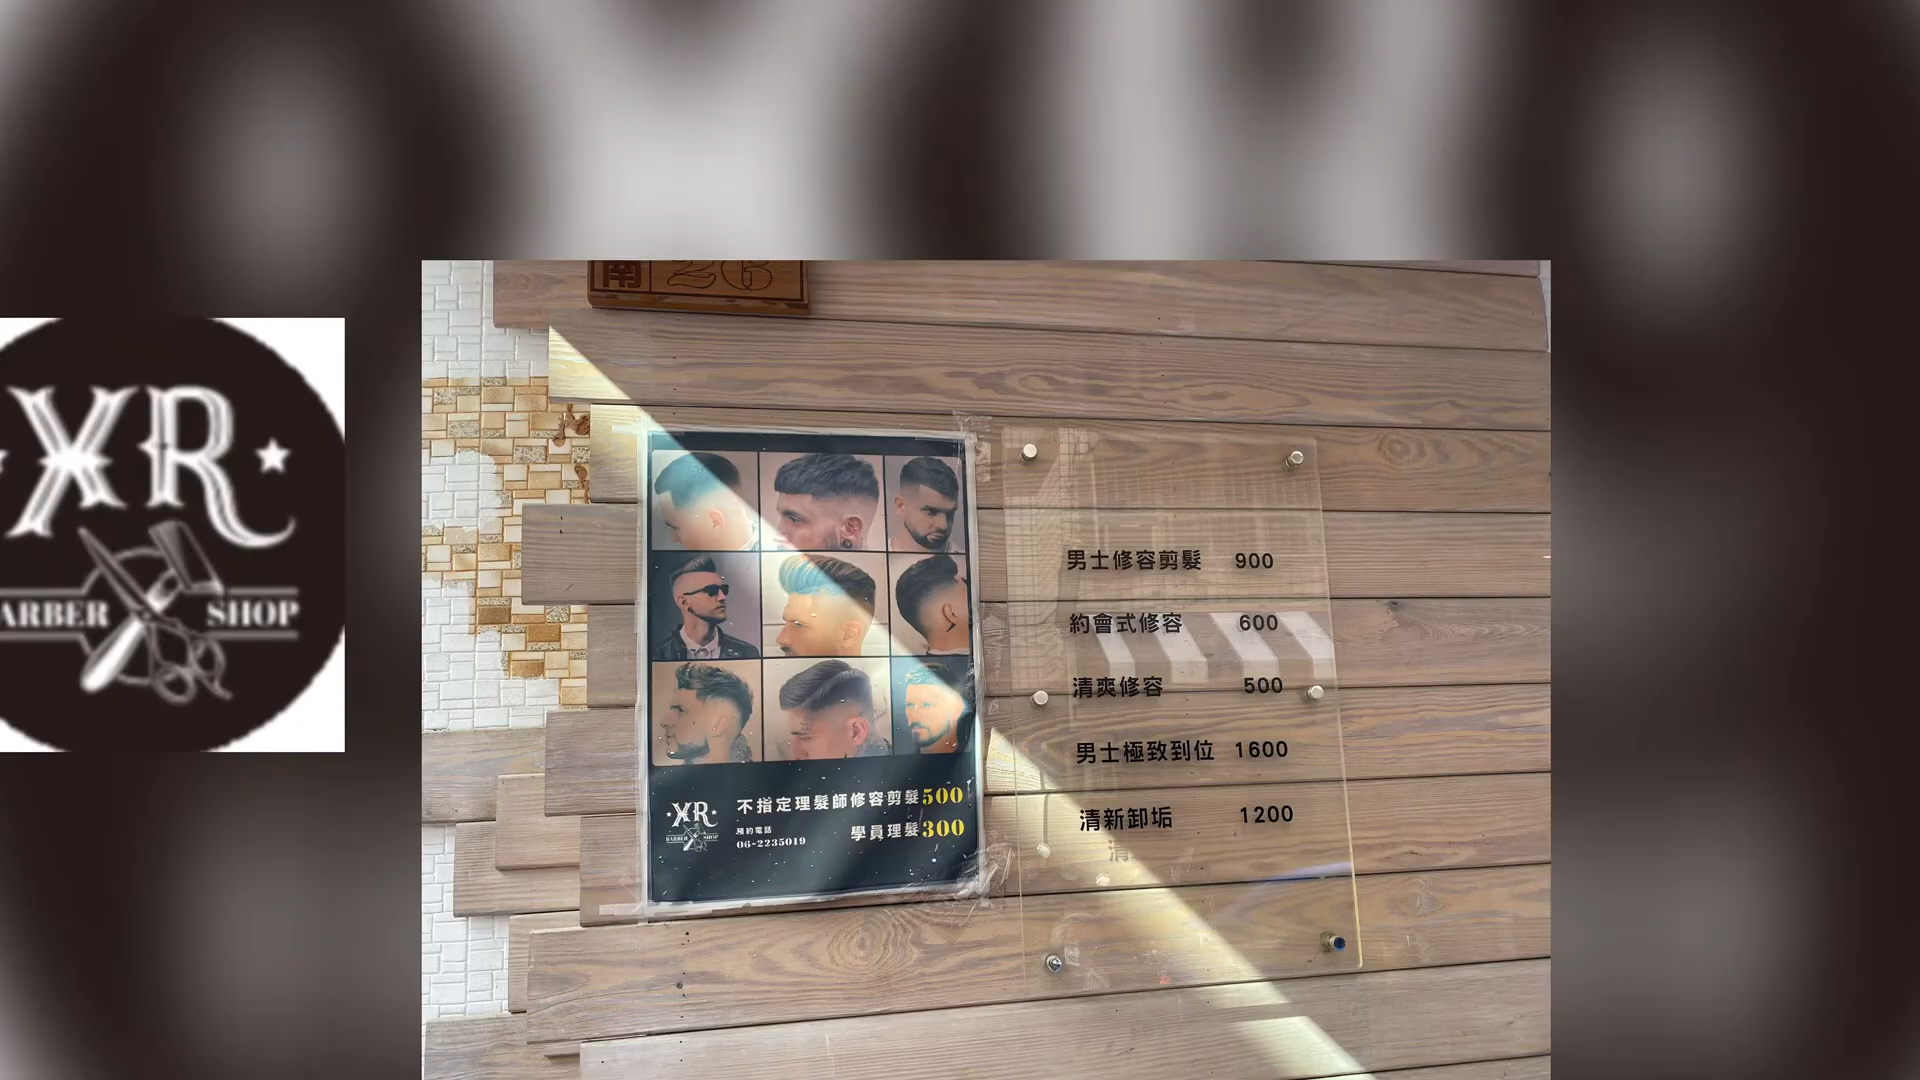 XR
BARBER SHOP
南 26
男士修容剪髮 900
約會式修容 600
清爽修容 500
男士極致到位 1600
清新卸垢 1200
XR
BARBER SHOP
不指定理髮師修容剪髮500
預約電話
06-2235019
學員理髮300